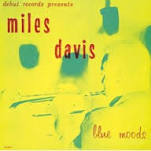 debut records presents
miles
davis
blue moods